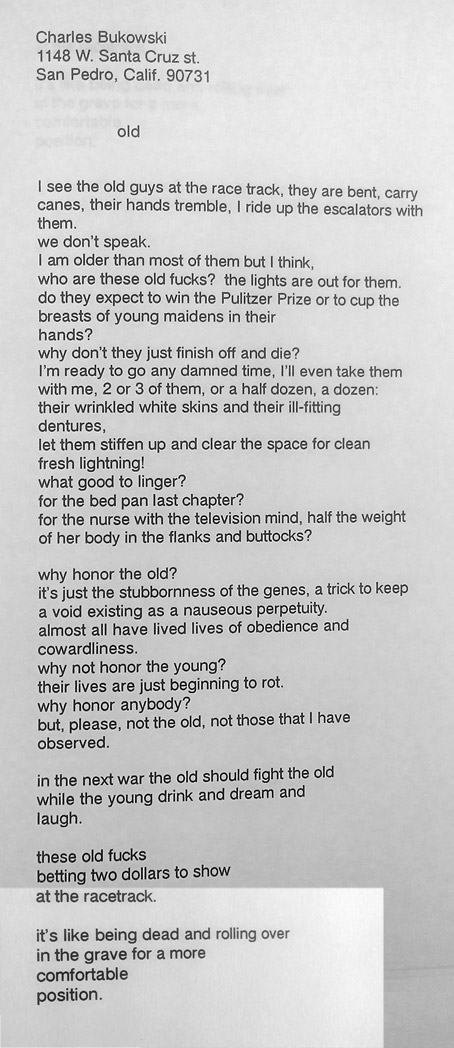 Charles Bukowski
1148 W. Santa Cruz st.
San Pedro, Calif. 90731
old
I see the old guys at the race track, they are bent, carry
canes, their hands tremble, I ride up the escalators with
them.
we don't speak.
I am older than most of them but I think,
who are these old fucks?  the lights are out for them.
do they expect to win the Pulitzer Prize or to cup the
breasts of young maidens in their
hands?
why don't they just finish off and die?
I'm ready to go any damned time, I'll even take them
with me, 2 or 3 of them, or a half dozen, a dozen:
their wrinkled white skins and their ill-fitting
dentures,
let them stiffen up and clear the space for clean
fresh lightning!
what good to linger?
for the bed pan last chapter?
for the nurse with the television mind, half the weight
of her body in the flanks and buttocks?
why honor the old?
it's just the stubbornness of the genes, a trick to keep
a void existing as a nauseous perpetuity.
almost all have lived lives of obedience and
cowardliness.
why not honor the young?
their lives are just beginning to rot.
why honor anybody?
but, please, not the old, not those that I have
observed.
in the next war the old should fight the old
while the young drink and dream and
laugh.
these old fucks
betting two dollars to show
at the racetrack.
it's like being dead and rolling over
in the grave for a more
comfortable
position.